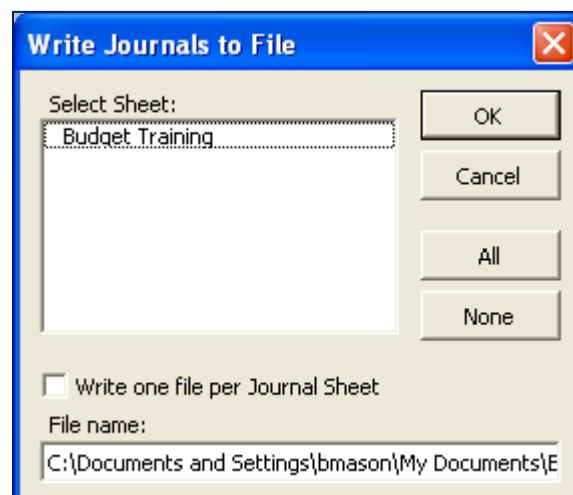 Write Journals to File
Select Sheet:
Budget Training
OK
Cancel
All
None
Write one file per Journal Sheet
File name:
C:\Documents and Settings\bmason\My Documents\E